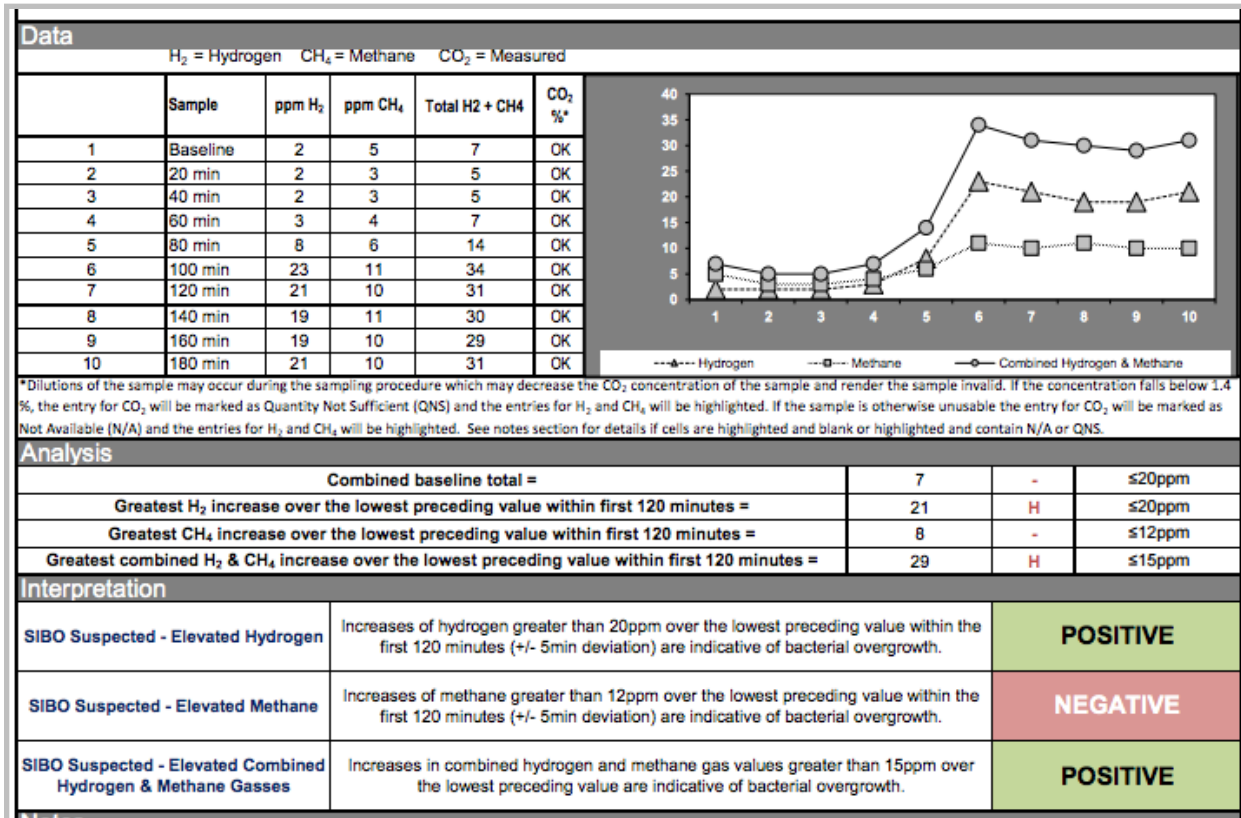 Data
H₂ = Hydrogen CH₄ = Methane CO₂ = Measured
Sample ppm H₂ ppm CH₄ Total H2 + CH4 CO₂ %*
1 Baseline 2 5 7 OK
2 20 min 2 3 5 OK
3 40 min 2 3 5 OK
4 60 min 3 4 7 OK
5 80 min 8 6 14 OK
6 100 min 23 11 34 OK
7 120 min 21 10 31 OK
8 140 min 19 11 30 OK
9 160 min 19 10 29 OK
10 180 min 21 10 31 OK
40
35
30
25
20
15
10
5
0
1 2 3 4 5 6 7 8 9 10
Hydrogen Methane Combined Hydrogen & Methane
*Dilutions of the sample may occur during the sampling procedure which may decrease the CO₂ concentration of the sample and render the sample invalid. If the concentration falls below 1.4
%, the entry for CO₂ will be marked as Quantity Not Sufficient (QNS) and the entries for H₂ and CH₄ will be highlighted. If the sample is otherwise unusable the entry for CO₂ will be marked as
Not Available (N/A) and the entries for H₂ and CH₄ will be highlighted. See notes section for details if cells are highlighted and blank or highlighted and contain N/A or QNS.
Analysis
Combined baseline total = 7 - ≤20ppm
Greatest H₂ increase over the lowest preceding value within first 120 minutes = 21 H ≤20ppm
Greatest CH₄ increase over the lowest preceding value within first 120 minutes = 8 - ≤12ppm
Greatest combined H₂ & CH₄ increase over the lowest preceding value within first 120 minutes = 29 H ≤15ppm
Interpretation
SIBO Suspected - Elevated Hydrogen
Increases of hydrogen greater than 20ppm over the lowest preceding value within the
first 120 minutes (+/- 5min deviation) are indicative of bacterial overgrowth.
POSITIVE
SIBO Suspected - Elevated Methane
Increases of methane greater than 12ppm over the lowest preceding value within the
first 120 minutes (+/- 5min deviation) are indicative of bacterial overgrowth.
NEGATIVE
SIBO Suspected - Elevated Combined
Hydrogen & Methane Gasses
Increases in combined hydrogen and methane gas values greater than 15ppm over
the lowest preceding value are indicative of bacterial overgrowth.
POSITIVE